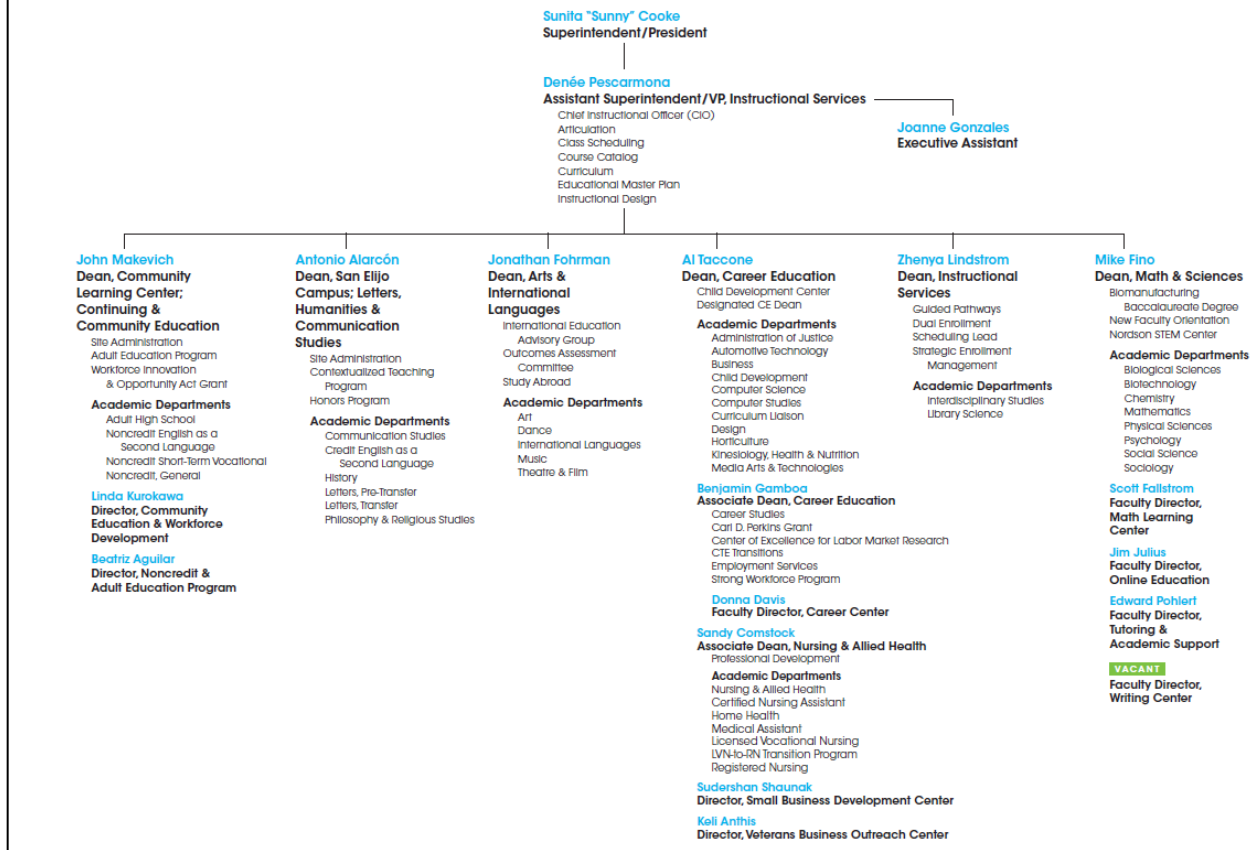 Sunita “Sunny” Cooke
Superintendent/President
Denée Pescarmona
Assistant Superintendent/VP, Instructional Services
Chief Instructional Officer (CIO)
Articulation
Class Scheduling
Course Catalog
Curriculum
Educational Master Plan
Instructional Design
Joanne Gonzales
Executive Assistant
John Makevich
Dean, Community
Learning Center;
Continuing &
Community Education
Site Administration
Adult Education Program
Workforce Innovation
& Opportunity Act Grant
Academic Departments
Adult High School
Noncredit English as a
Second Language
Noncredit Short-Term Vocational
Noncredit, General
Linda Kurokawa
Director, Community
Education & Workforce
Development
Beatriz Aguilar
Director, Noncredit &
Adult Education Program
Antonio Alarcón
Dean, San Elijo
Campus; Letters,
Humanities &
Communication
Studies
Site Administration
Contextualized Teaching
Program
Honors Program
Academic Departments
Communication Studies
Credit English as a
Second Language
History
Letters, Pre-Transfer
Letters, Transfer
Philosophy & Religious Studies
Jonathan Fohrman
Dean, Arts &
International
Languages
International Education
Advisory Group
Outcomes Assessment
Committee
Study Abroad
Academic Departments
Art
Dance
International Languages
Music
Theatre & Film
Al Taccone
Dean, Career Education
Child Development Center
Designated CE Dean
Academic Departments
Administration of Justice
Automotive Technology
Business
Child Development
Computer Science
Computer Studies
Curriculum Liaison
Design
Horticulture
Kinesiology, Health & Nutrition
Media Arts & Technologies
Benjamin Gamboa
Associate Dean, Career Education
Career Studies
Carl D. Perkins Grant
Center of Excellence for Labor Market Research
CTE Transitions
Employment Services
Strong Workforce Program
Donna Davis
Faculty Director, Career Center
Sandy Comstock
Associate Dean, Nursing & Allied Health
Professional Development
Academic Departments
Nursing & Allied Health
Certified Nursing Assistant
Home Health
Medical Assistant
Licensed Vocational Nursing
LVN-to-RN Transition Program
Registered Nursing
Sudershan Shaunak
Director, Small Business Development Center
Keli Anthis
Director, Veterans Business Outreach Center
Zhenya Lindstrom
Dean, Instructional
Services
Guided Pathways
Dual Enrollment
Scheduling Lead
Strategic Enrollment
Management
Academic Departments
Interdisciplinary Studies
Library Science
Mike Fino
Dean, Math & Sciences
Biomanufacturing
Baccalaureate Degree
New Faculty Orientation
Nordson STEM Center
Academic Departments
Biological Sciences
Biotechnology
Chemistry
Mathematics
Physical Sciences
Psychology
Social Science
Sociology
Scott Fallstrom
Faculty Director,
Math Learning
Center
Jim Julius
Faculty Director,
Online Education
Edward Pohlert
Faculty Director,
Tutoring &
Academic Support
VACANT
Faculty Director,
Writing Center